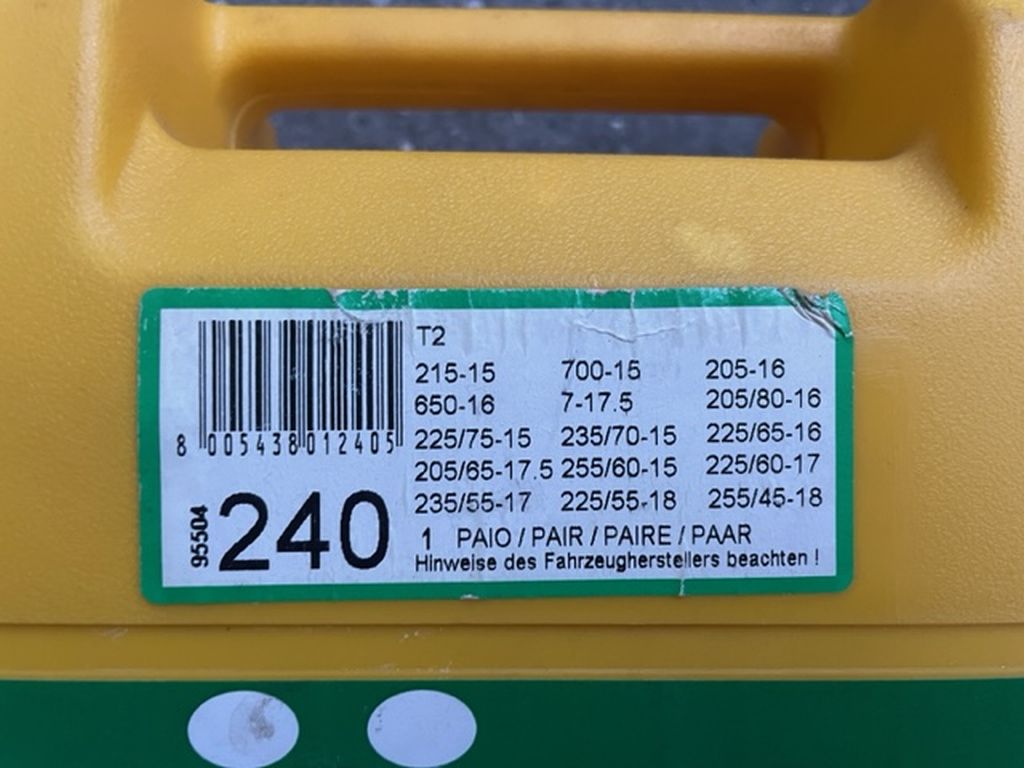 T2
215-15 700-15 205-16
650-16 7-17.5 205/80-16
225/75-15 235/70-15 225/65-16
205/65-17.5 255/60-15 225/60-17
235/55-17 225/55-18 255/45-18
1 PAIO / PAIR / PAIRE / PAAR
Hinweise des Fahrzeugherstellers beachten !
8 005438 012405
95504
240